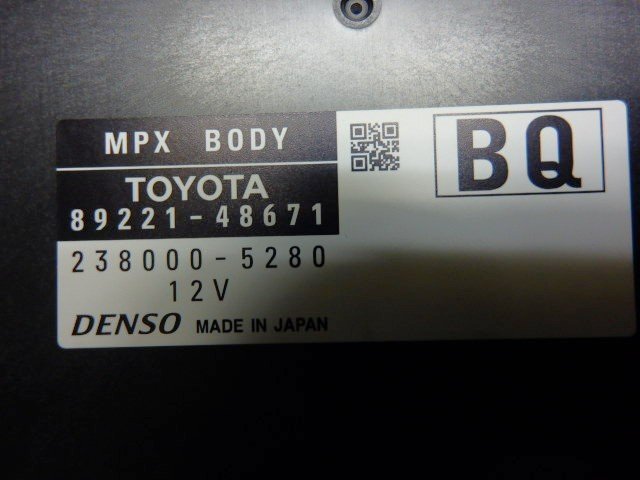 MPX BODY
TOYOTA
89221-48671
238000-5280
12V
DENSO MADE IN JAPAN
BQ